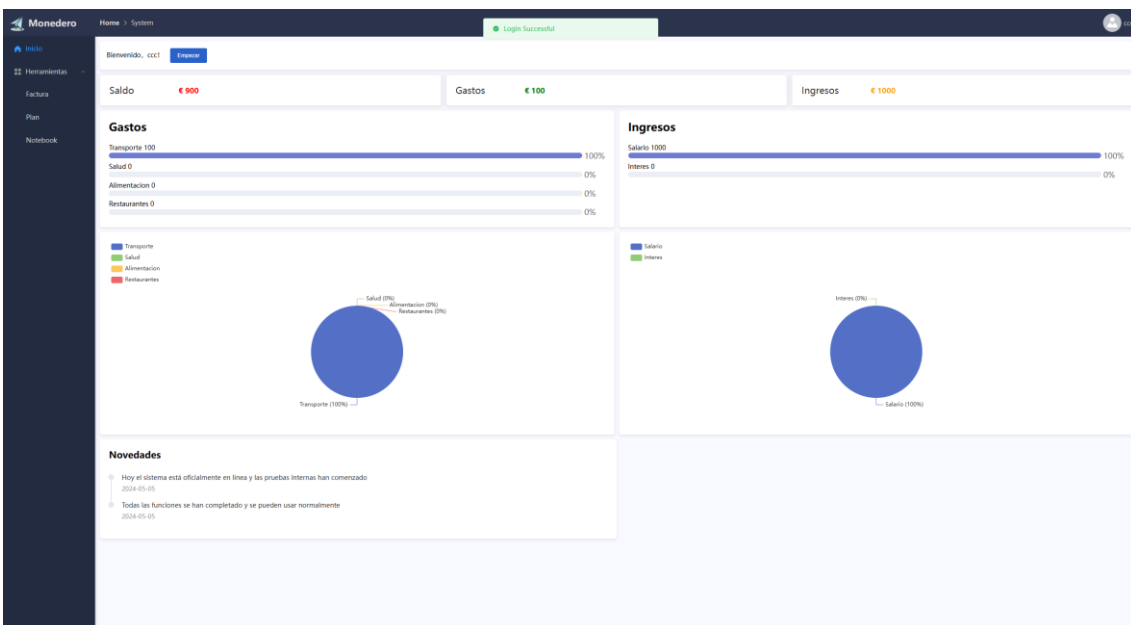 Monedero
Home > System
Login Successful
Inicio
Herramientas
Factura
Plan
Notebook
Bienvenido, ccc! Empezar
Saldo € 900
Gastos € 100
Ingresos € 1000
Gastos
Transporte 100
100%
Salud 0
0%
Alimentacion 0
0%
Restaurantes 0
0%
Ingresos
Salario 1000
100%
Interes 0
0%
Transporte
Salud
Alimentacion
Restaurantes
Salud (0%)
Alimentacion (0%)
Restaurantes (0%)
Transporte (100%)
Salario
Interes
Interes (0%)
Salario (100%)
Novedades
Hoy el sistema está oficialmente en línea y las pruebas internas han comenzado
2024-05-05
Todas las funciones se han completado y se pueden usar normalmente
2024-05-05